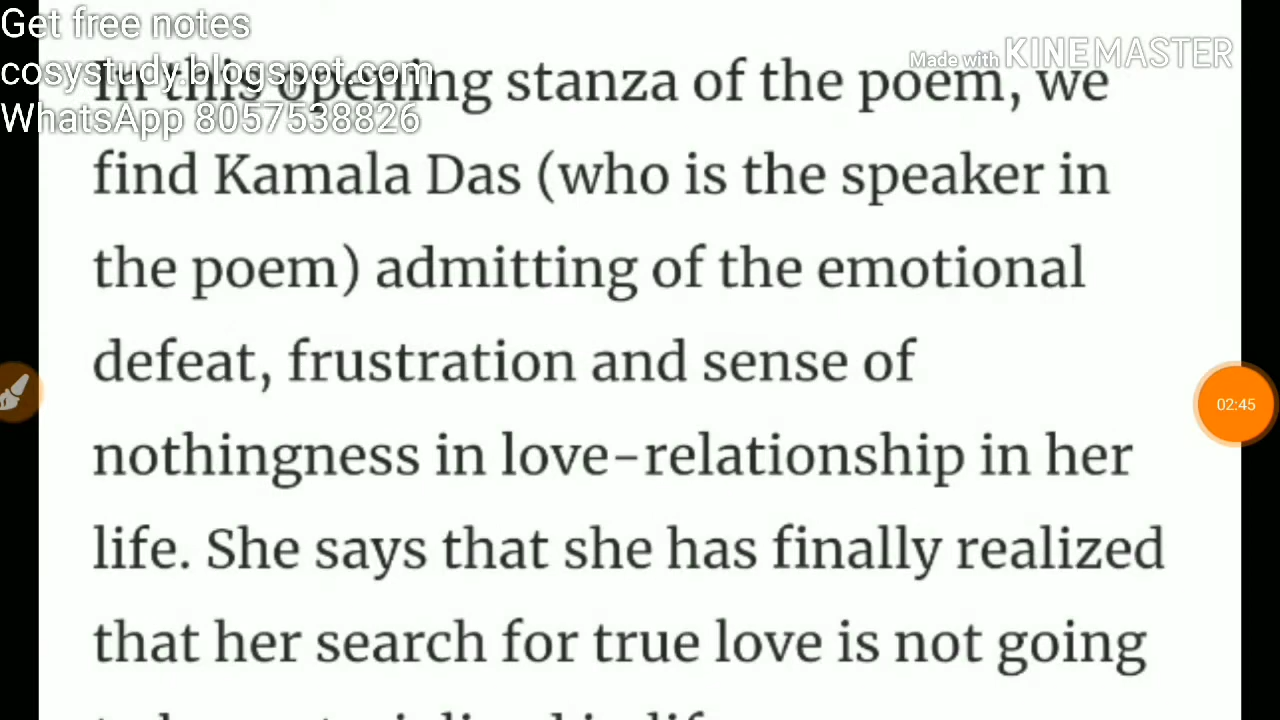 Get free notes
cosystudy.blogspot.com
WhatsApp 8057538826
Made with KINEMASTER
In this opening stanza of the poem, we
find Kamala Das (who is the speaker in
the poem) admitting of the emotional
defeat, frustration and sense of
nothingness in love-relationship in her
life. She says that she has finally realized
that her search for true love is not going
02:45